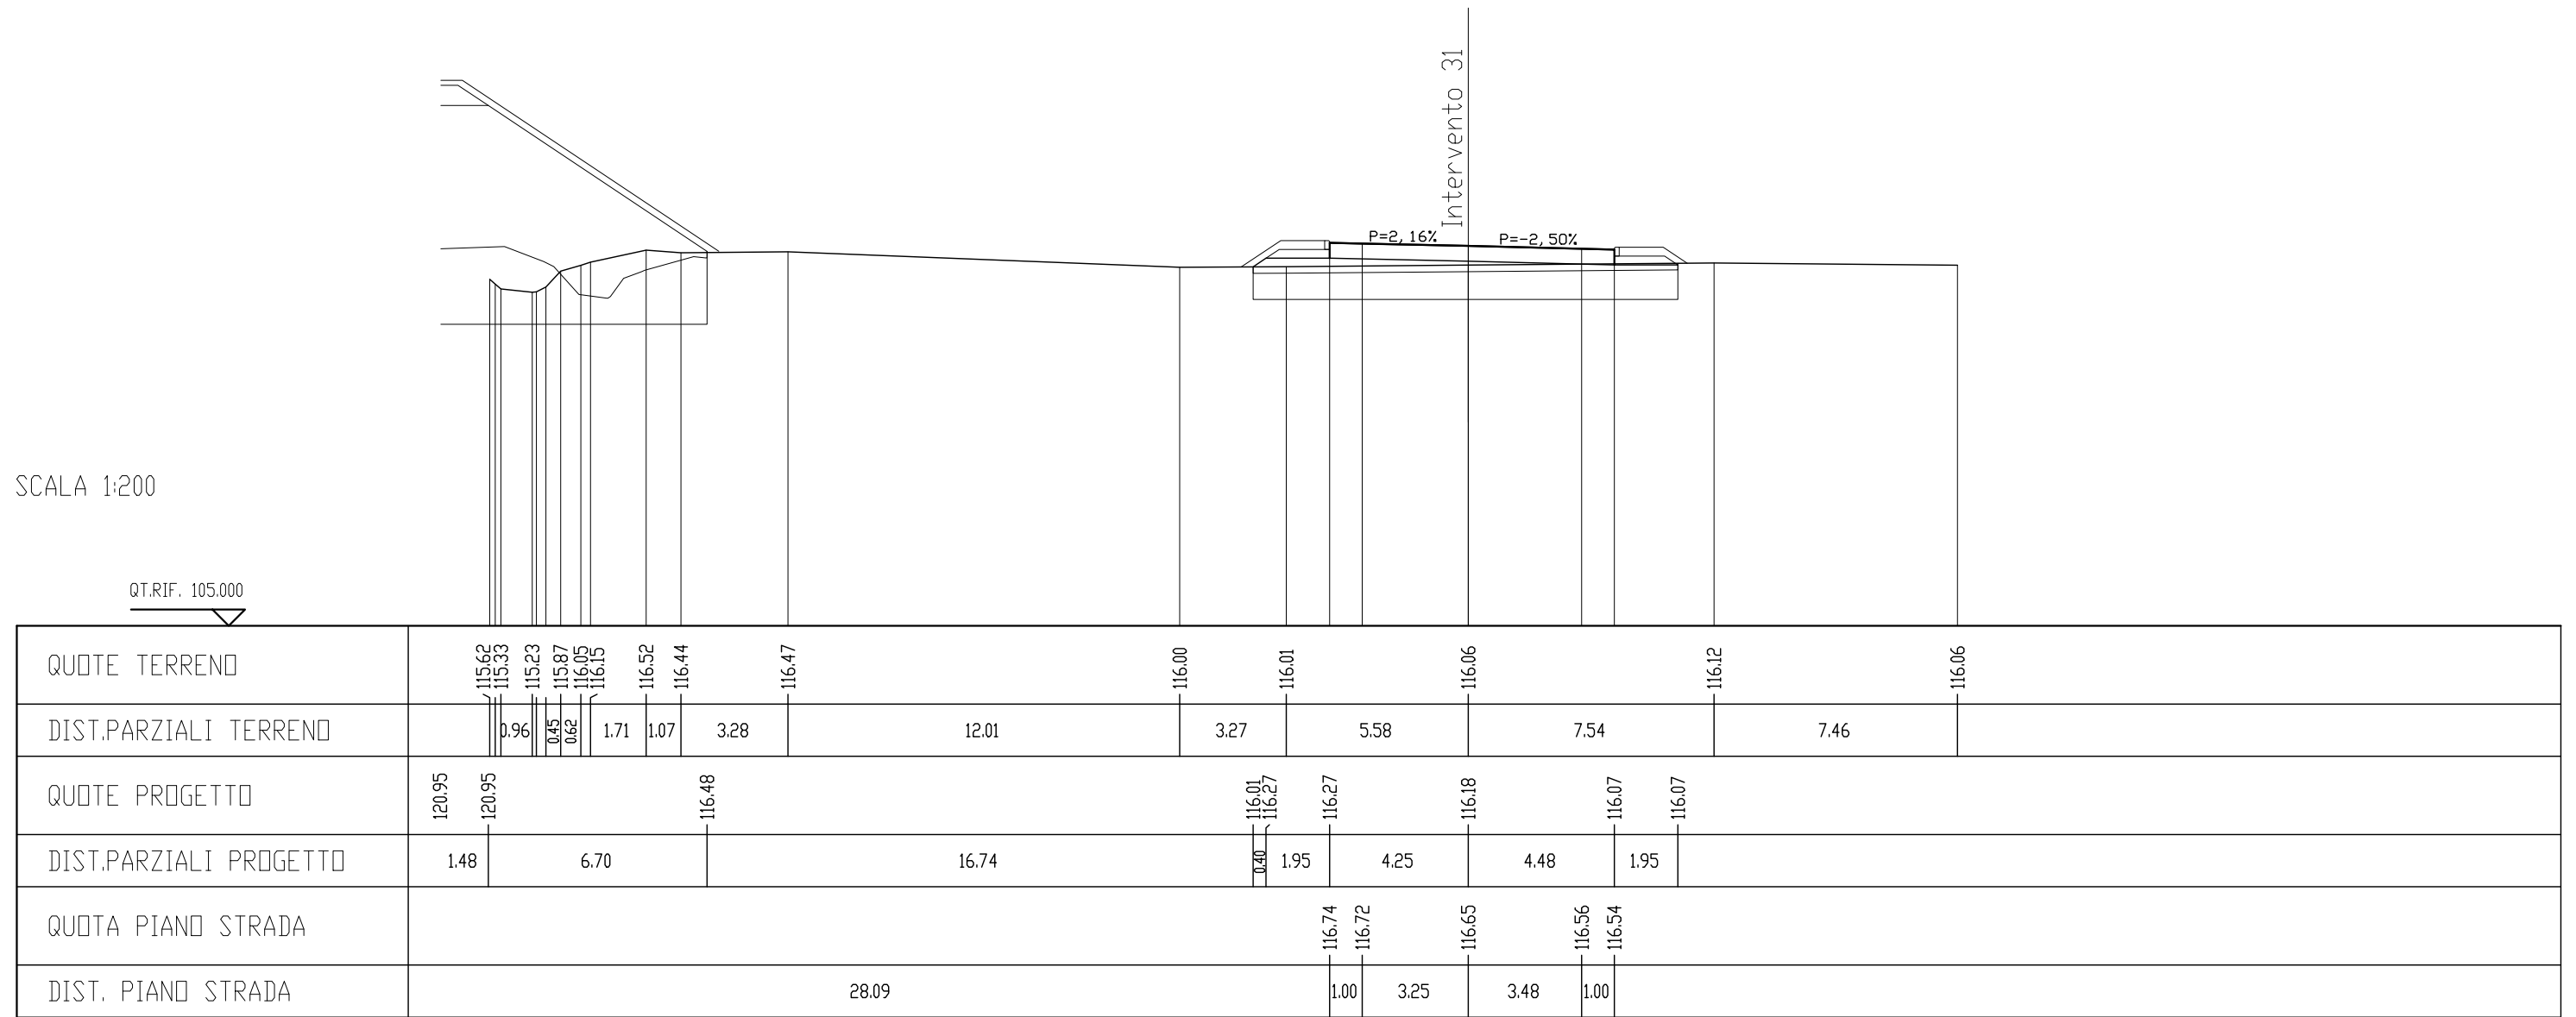 Intervento 31
P=2, 16%
P=-2, 50%
SCALA 1:200
QT.RIF. 105.000
QUOTE TERRENO
115.62 115.33 115.23 115.87 116.05 116.15 116.52 116.44 116.47 116.00 116.01 116.06 116.12 116.06
DIST.PARZIALI TERRENO
0.96 0.45 0.62 1.71 1.07 3.28 12.01 3.27 5.58 7.54 7.46
QUOTE PROGETTO
120.95 120.95 116.48 116.01 116.27 116.27 116.18 116.07 116.07
DIST.PARZIALI PROGETTO
1.48 6.70 16.74 0.40 1.95 4.25 4.48 1.95
QUOTA PIANO STRADA
116.74 116.72 116.65 116.56 116.54
DIST. PIANO STRADA
28.09 1.00 3.25 3.48 1.00